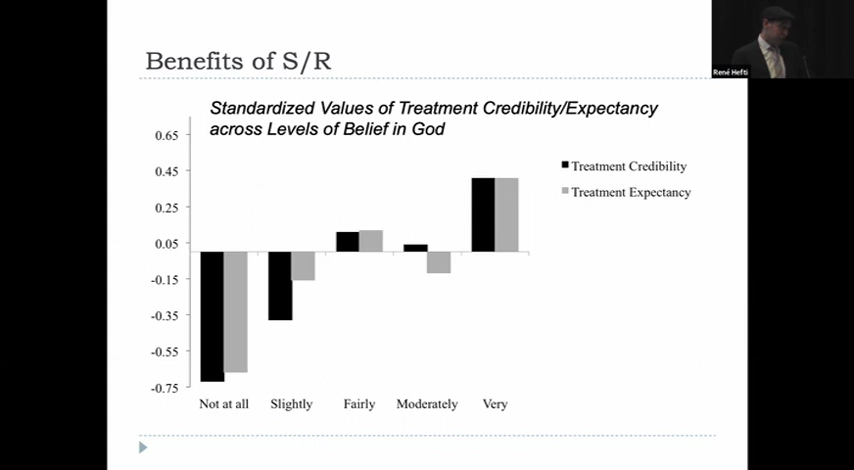 Benefits of S/R
René Hefti
Standardized Values of Treatment Credibility/Expectancy
across Levels of Belief in God
0.65
0.45
0.25
0.05
-0.15
-0.35
-0.55
-0.75
Treatment Credibility
Treatment Expectancy
Not at all Slightly Fairly Moderately Very